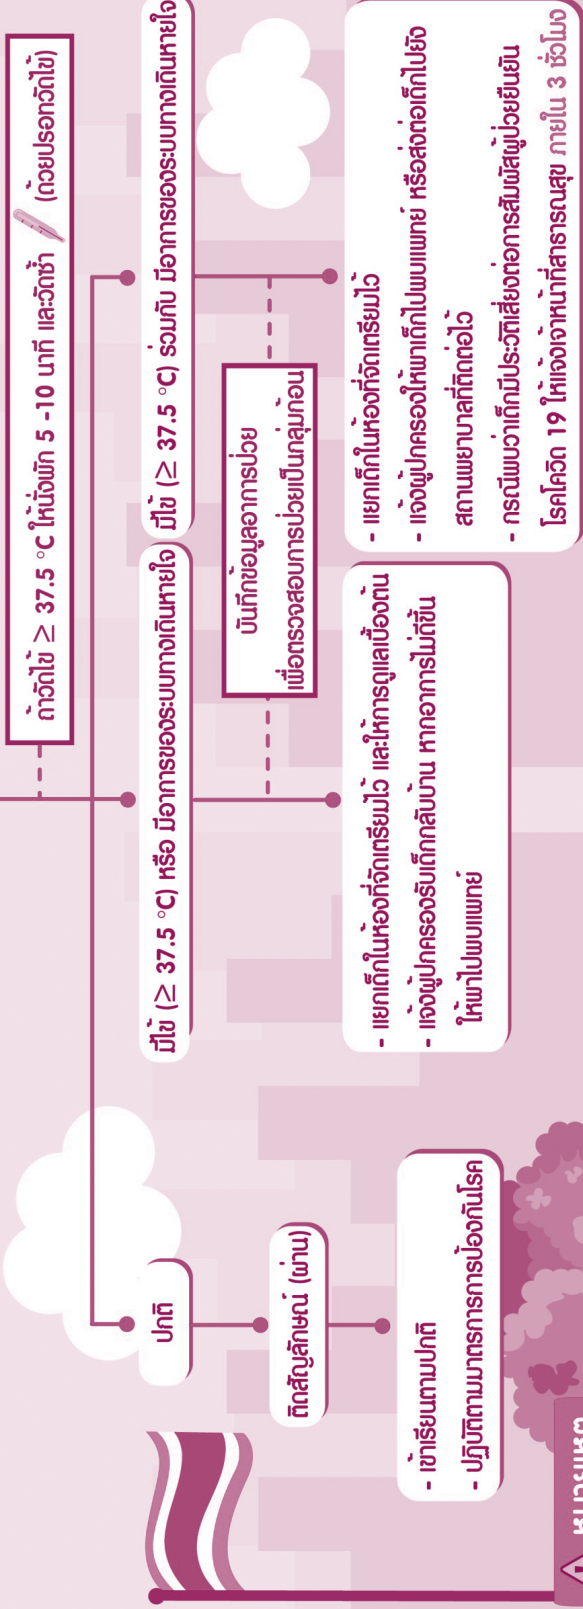 ถ้าวัดไข้ ≥ 37.5 °C ให้นั่งพัก 5 -10 นาที และวัดซ้ำ (ด้วยปรอทวัดไข้)
ปกติ
ติดสัญลักษณ์ (ผ่าน)
- เข้าเรียนตามปกติ
- ปฏิบัติตามมาตรการการป้องกันโรค
มีไข้ (≥ 37.5 °C) หรือ มีอาการของระบบทางเดินหายใจ
มีไข้ (≥ 37.5 °C) ร่วมกับ มีอาการของระบบทางเดินหายใจ
บันทึกข้อมูลอาการป่วย
เพื่อตรวจสอบการป่วยเป็นกลุ่มก้อน
- แยกเด็กในห้องที่จัดเตรียมไว้ และให้การดูแลเบื้องต้น
- แจ้งผู้ปกครองรับเด็กกลับบ้าน หากอาการไม่ดีขึ้น
ให้พาไปพบแพทย์
- แยกเด็กในห้องที่จัดเตรียมไว้
- แจ้งผู้ปกครองให้พาเด็กไปพบแพทย์ หรือส่งต่อเด็กไปยัง
สถานพยาบาลที่ติดต่อไว้
- กรณีพบว่าเด็กมีประวัติเสี่ยงต่อการสัมผัสผู้ป่วยยืนยัน
โรคโควิด 19 ให้แจ้งเจ้าหน้าที่สาธารณสุข ภายใน 3 ชั่วโมง